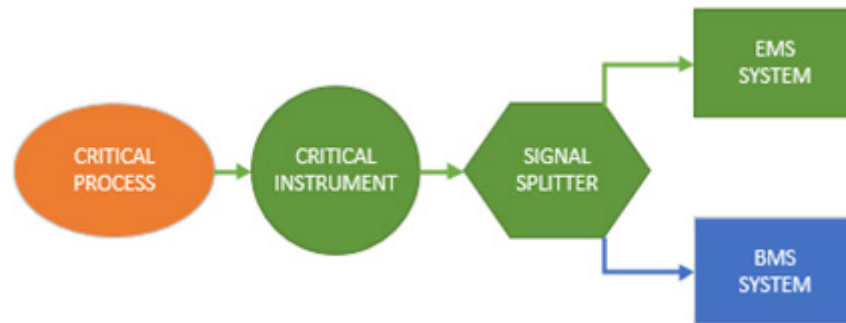 CRITICAL
PROCESS
CRITICAL
INSTRUMENT
SIGNAL
SPLITTER
EMS
SYSTEM
BMS
SYSTEM